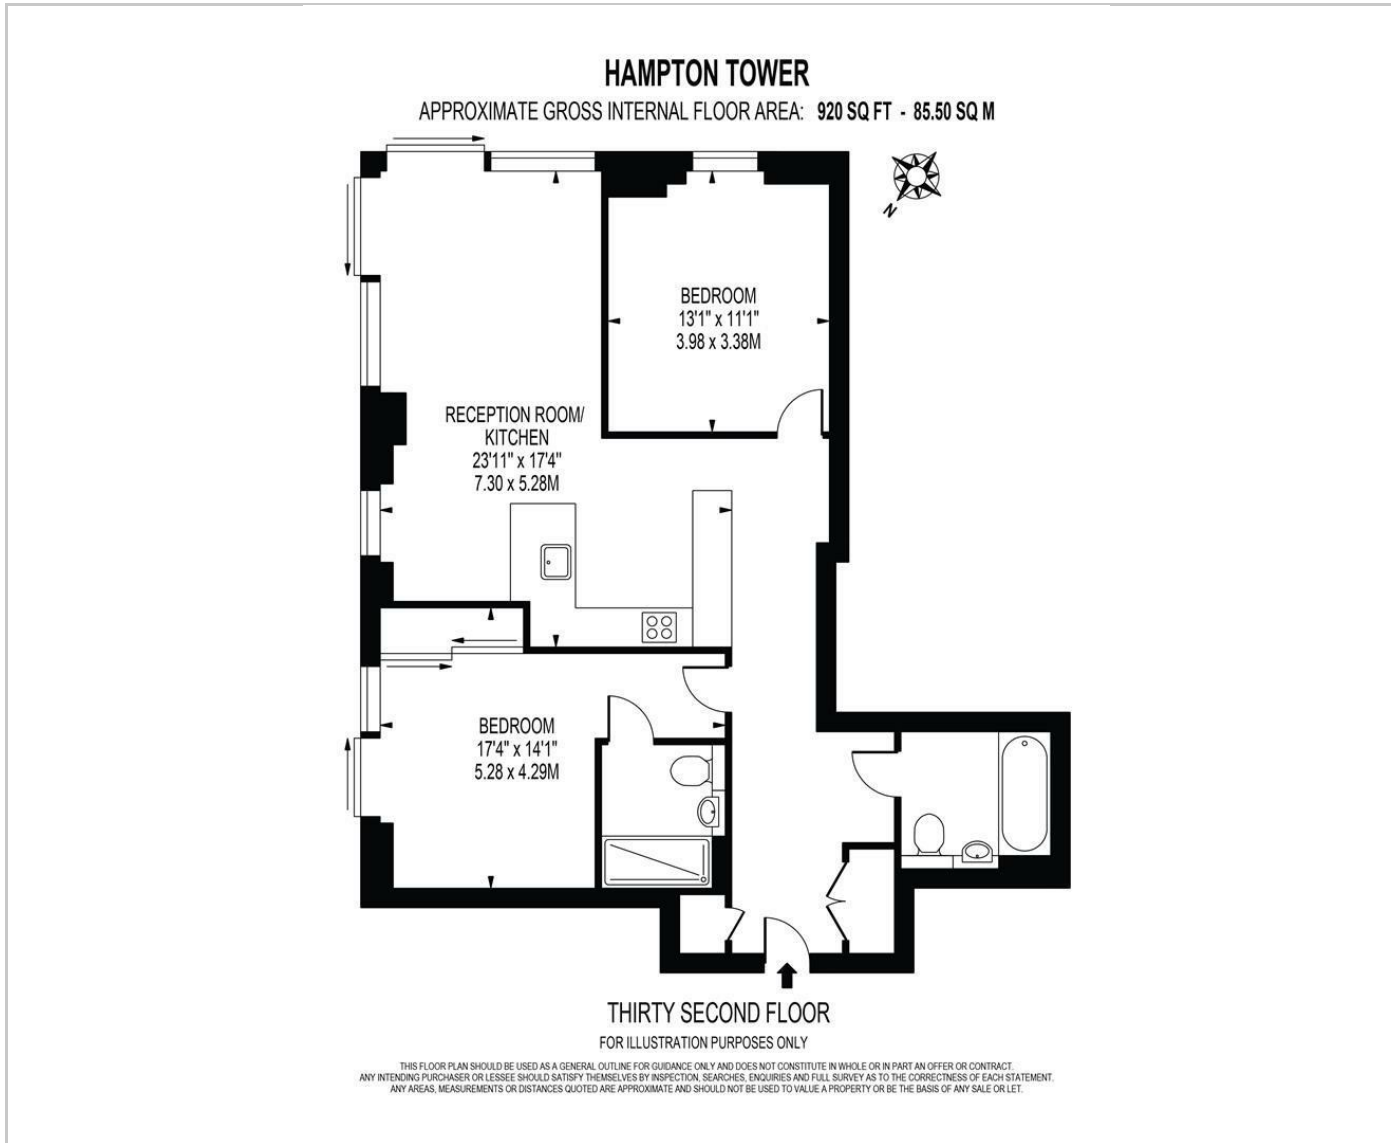 HAMPTON TOWER
APPROXIMATE GROSS INTERNAL FLOOR AREA: 920 SQ FT - 85.50 SQ M
N
BEDROOM
13'1" x 11'1"
3.98 x 3.38M
RECEPTION ROOM/
KITCHEN
23'11" x 17'4"
7.30 x 5.28M
BEDROOM
17'4" x 14'1"
5.28 x 4.29M
THIRTY SECOND FLOOR
FOR ILLUSTRATION PURPOSES ONLY
THIS FLOOR PLAN SHOULD BE USED AS A GENERAL OUTLINE FOR GUIDANCE ONLY AND DOES NOT CONSTITUTE IN WHOLE OR IN PART AN OFFER OR CONTRACT.
ANY INTENDING PURCHASER OR LESSEE SHOULD SATISFY THEMSELVES BY INSPECTION, SEARCHES, ENQUIRIES AND FULL SURVEY AS TO THE CORRECTNESS OF EACH STATEMENT.
ANY AREAS, MEASUREMENTS OR DISTANCES QUOTED ARE APPROXIMATE AND SHOULD NOT BE USED TO VALUE A PROPERTY OR BE THE BASIS OF ANY SALE OR LET.